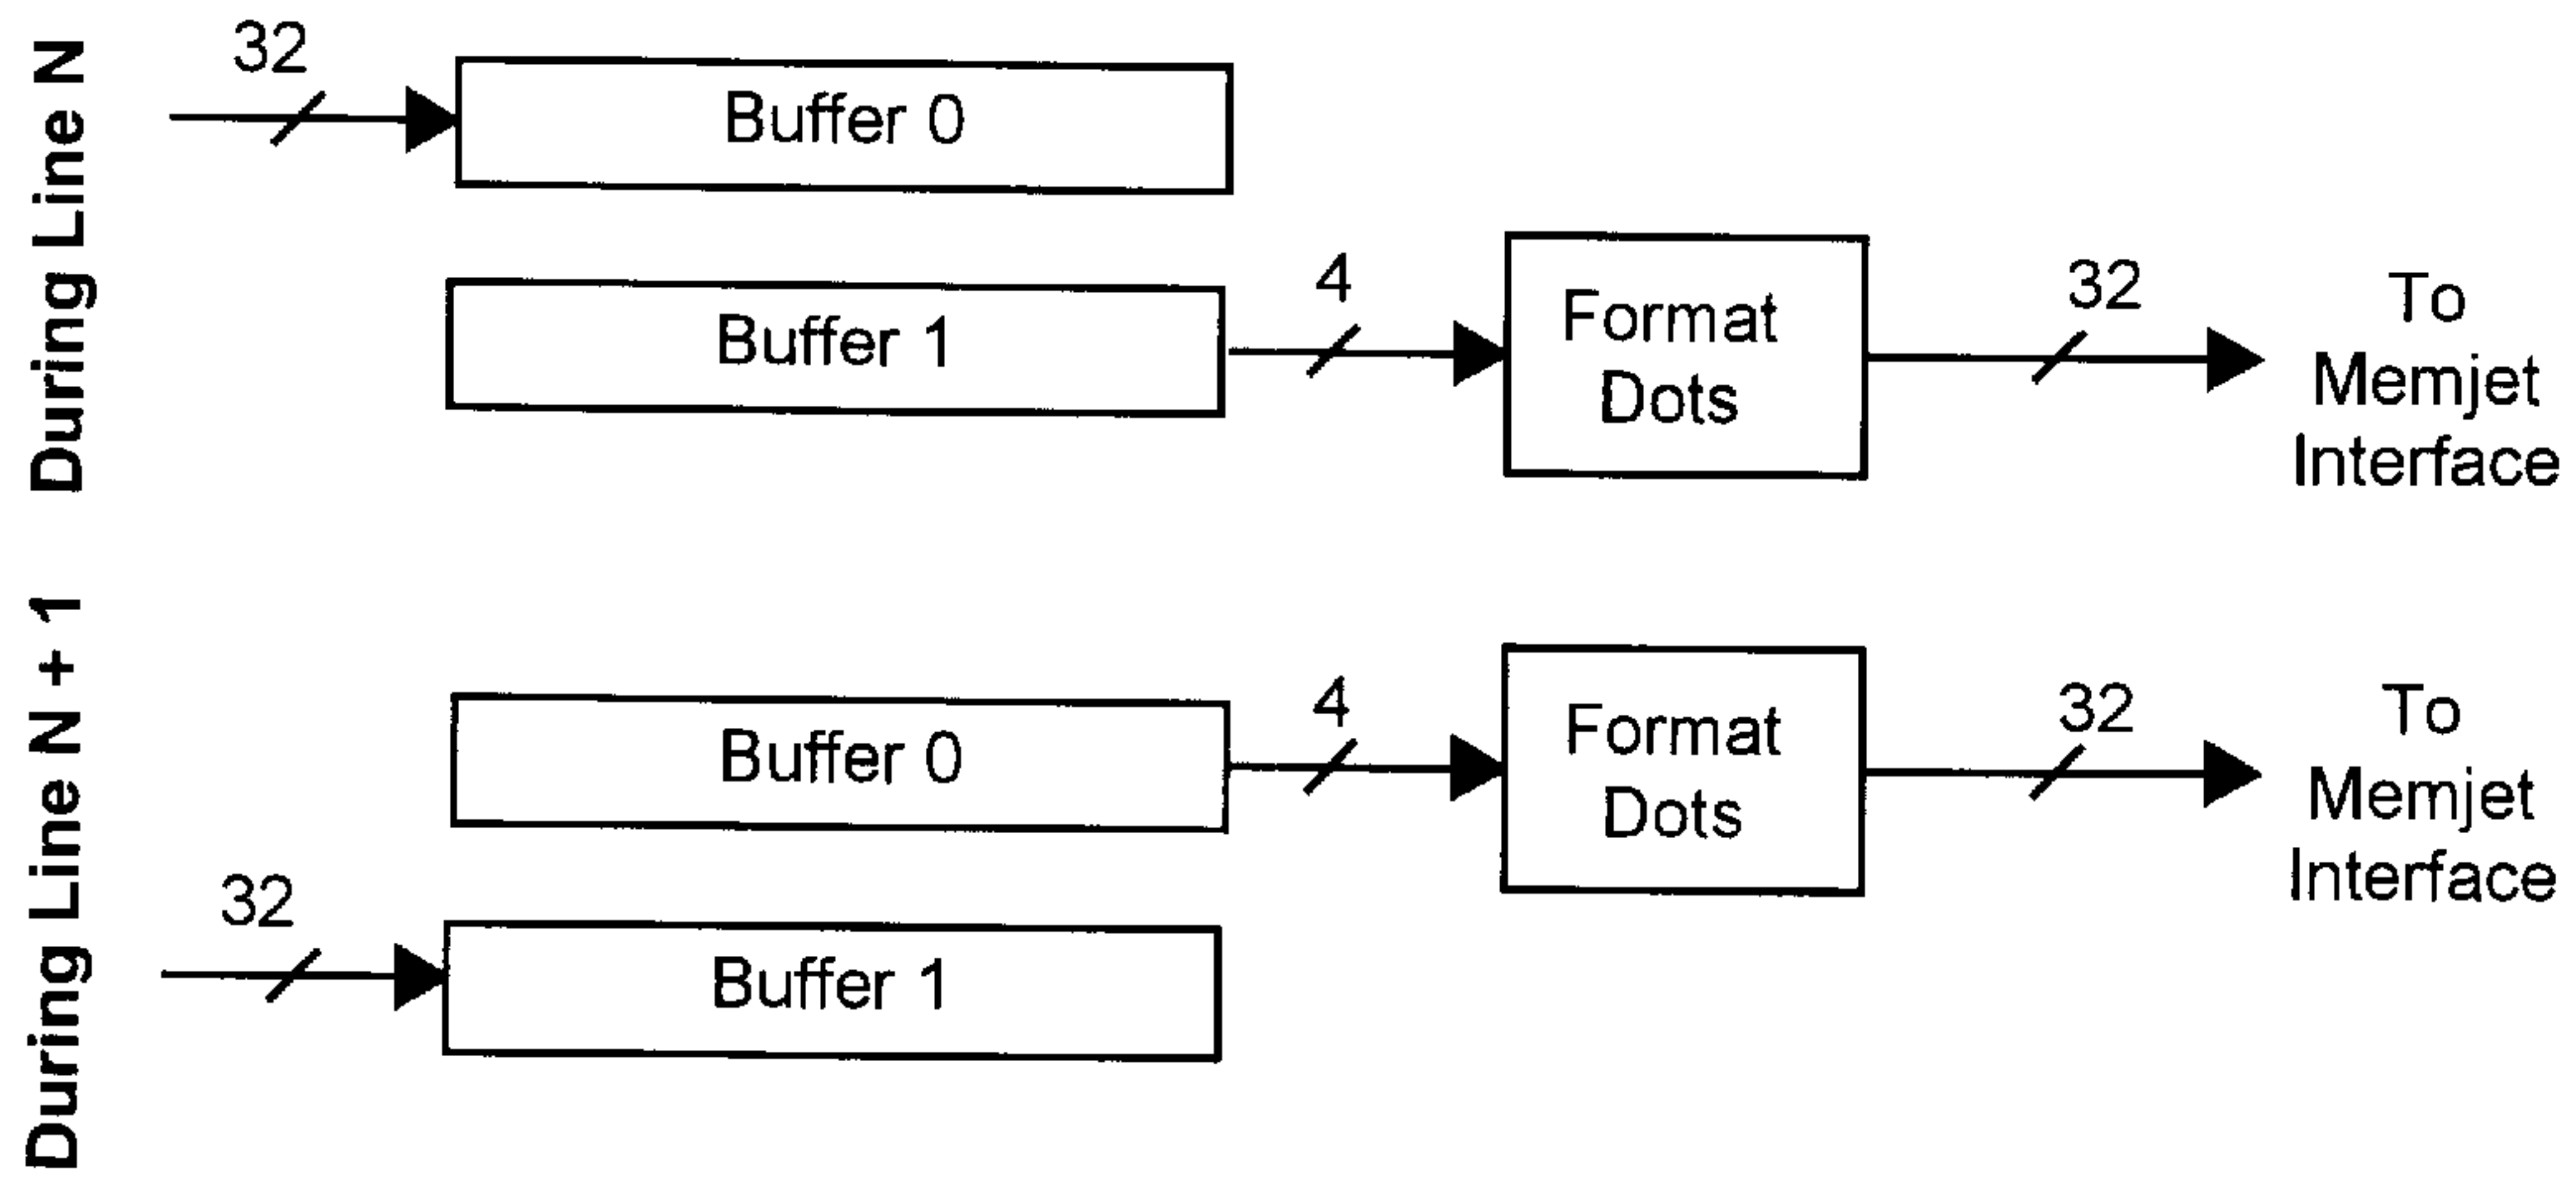 During Line N
32
Buffer 0
Buffer 1
4
Format
Dots
32
To
Memjet
Interface
During Line N + 1
Buffer 0
4
Format
Dots
32
To
Memjet
Interface
32
Buffer 1